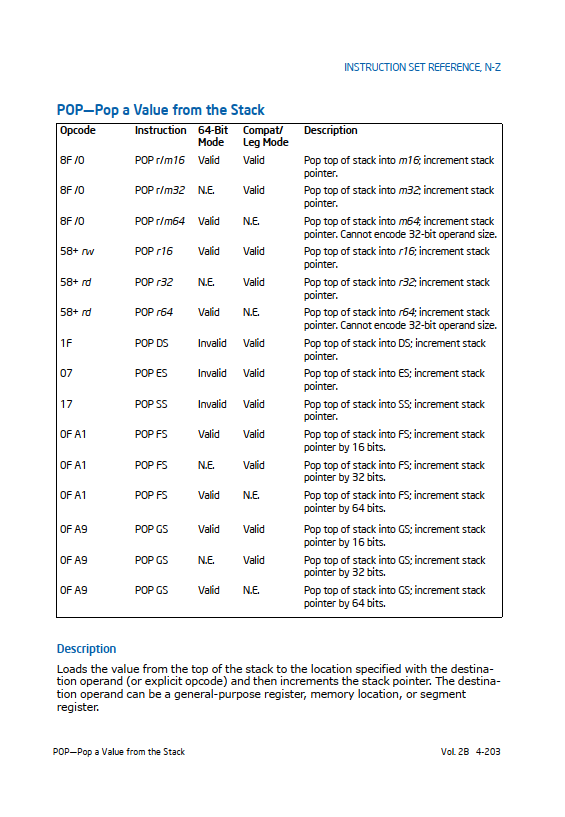 INSTRUCTION SET REFERENCE, N-Z
POP—Pop a Value from the Stack
Opcode Instruction 64-Bit Mode Compat/ Leg Mode Description
8F /0 POP r/m16 Valid Valid Pop top of stack into m16; increment stack
pointer.
8F /0 POP r/m32 N.E. Valid Pop top of stack into m32; increment stack
pointer.
8F /0 POP r/m64 Valid N.E. Pop top of stack into m64; increment stack
pointer. Cannot encode 32-bit operand size.
58+ rw POP r16 Valid Valid Pop top of stack into r16; increment stack
pointer.
58+ rd POP r32 N.E. Valid Pop top of stack into r32; increment stack
pointer.
58+ rd POP r64 Valid N.E. Pop top of stack into r64; increment stack
pointer. Cannot encode 32-bit operand size.
1F POP DS Invalid Valid Pop top of stack into DS; increment stack
pointer.
07 POP ES Invalid Valid Pop top of stack into ES; increment stack
pointer.
17 POP SS Invalid Valid Pop top of stack into SS; increment stack
pointer.
0F A1 POP FS Valid Valid Pop top of stack into FS; increment stack
pointer by 16 bits.
0F A1 POP FS N.E. Valid Pop top of stack into FS; increment stack
pointer by 32 bits.
0F A1 POP FS Valid N.E. Pop top of stack into FS; increment stack
pointer by 64 bits.
0F A9 POP GS Valid Valid Pop top of stack into GS; increment stack
pointer by 16 bits.
0F A9 POP GS N.E. Valid Pop top of stack into GS; increment stack
pointer by 32 bits.
0F A9 POP GS Valid N.E. Pop top of stack into GS; increment stack
pointer by 64 bits.
Description
Loads the value from the top of the stack to the location specified with the destina-
tion operand (or explicit opcode) and then increments the stack pointer. The destina-
tion operand can be a general-purpose register, memory location, or segment
register.
POP—Pop a Value from the Stack Vol. 2B 4-203